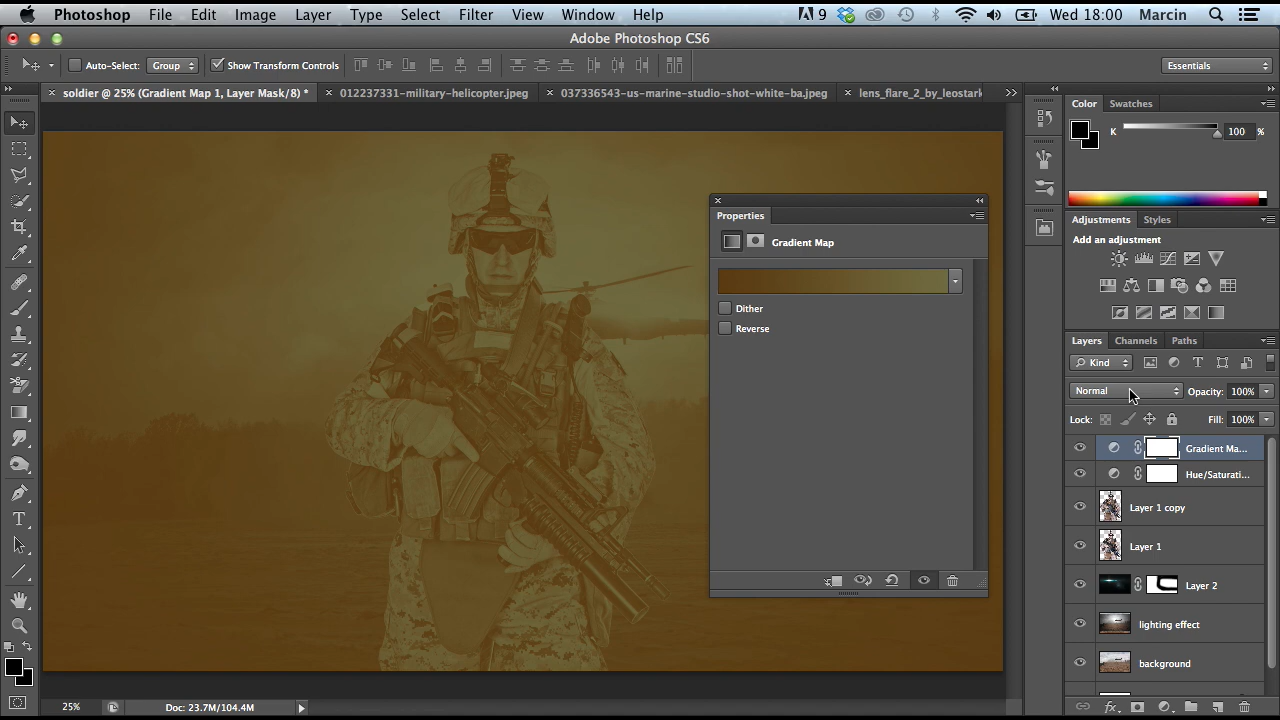 Photoshop File Edit Image Layer Type Select Filter View Window Help 9 Wed 18:00 Marcin
Adobe Photoshop CS6
Auto-Select: Group Show Transform Controls Essentials
soldier @ 25% (Gradient Map 1, Layer Mask/8) * 012237331-military-helicopter.jpeg 037336543-us-marine-studio-shot-white-ba.jpeg lens_flare_2_by_leostark
Color Swatches
K 100 %
Adjustments Styles
Add an adjustment
Properties
Gradient Map
Dither
Reverse
Layers Channels Paths
Kind
Normal Opacity: 100%
Lock: Fill: 100%
Gradient Ma...
Hue/Saturati...
Layer 1 copy
Layer 1
Layer 2
lighting effect
background
25% Doc: 23.7M/104.4M